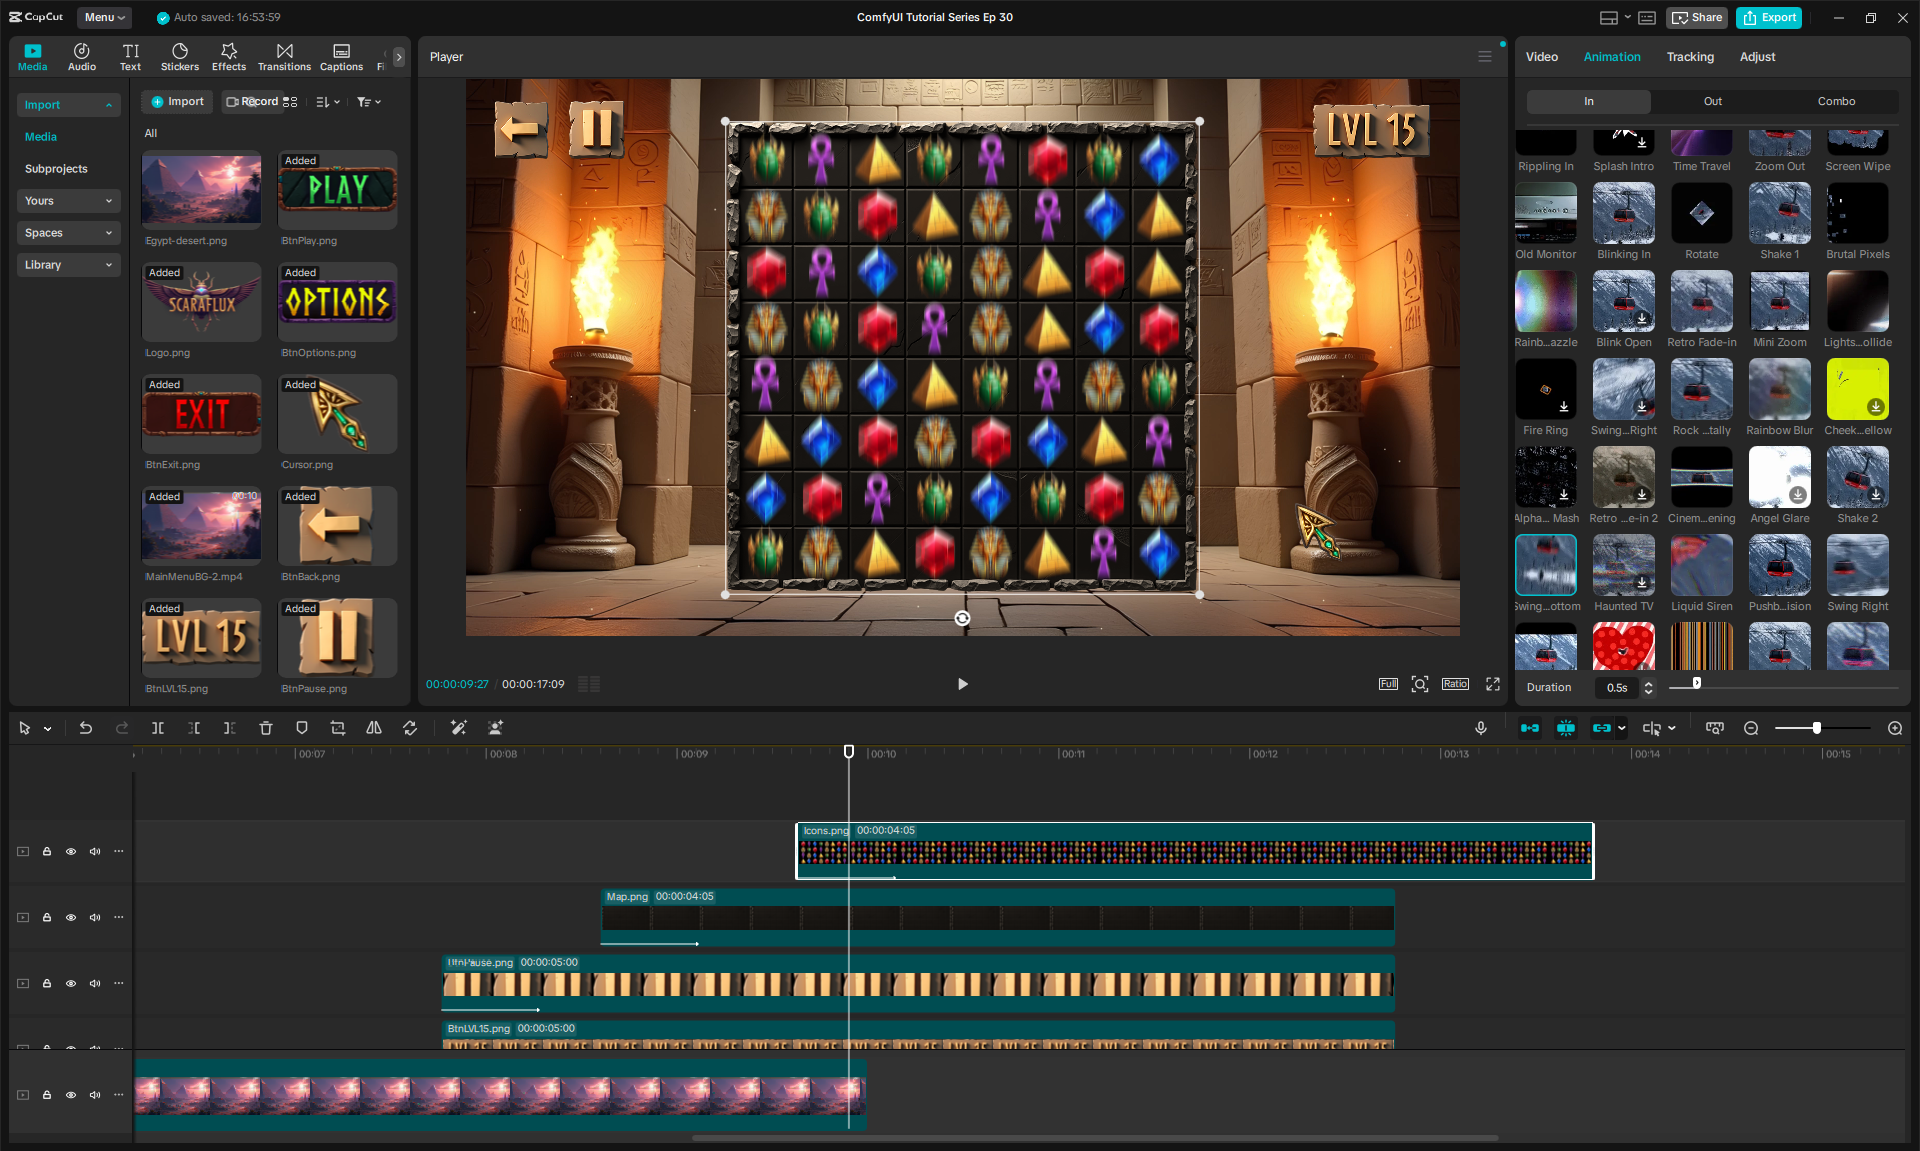 CapCut
Menu
Auto saved: 16:53:59
ComfyUI Tutorial Series Ep 30
Share
Export
Media
Audio
Text
Stickers
Effects
Transitions
Captions
Fi
Player
Video
Animation
Tracking
Adjust
Import
Media
Subprojects
Yours
Spaces
Library
Import
Record
All
Egypt-desert.png
Added
PLAY
BtnPlay.png
Added
SCARAFLUX
Logo.png
Added
OPTIONS
BtnOptions.png
Added
EXIT
BtnExit.png
Added
Cursor.png
Added
00:10
MainMenuBG-2.mp4
Added
BtnBack.png
Added
LVL 15
BtnLVL15.png
Added
BtnPause.png
LVL 15
00:00:09:27 / 00:00:17:09
Full
Ratio
In
Out
Combo
Rippling In
Splash Intro
Time Travel
Zoom Out
Screen Wipe
Old Monitor
Blinking In
Rotate
Shake 1
Brutal Pixels
Rainb...azzle
Blink Open
Retro Fade-in
Mini Zoom
Lights...ollide
Fire Ring
Swing...Right
Rock ...tally
Rainbow Blur
Cheek...ellow
Alpha... Mash
Retro ...e-in 2
Cinem...ening
Angel Glare
Shake 2
Swing...ottom
Haunted TV
Liquid Siren
Pushb...ision
Swing Right
Duration
0.5s
00:07
00:08
00:09
00:10
00:11
00:12
00:13
00:14
00:15
Icons.png 00:00:04:05
Map.png 00:00:04:05
BtnPause.png 00:00:05:00
BtnLVL15.png 00:00:05:00